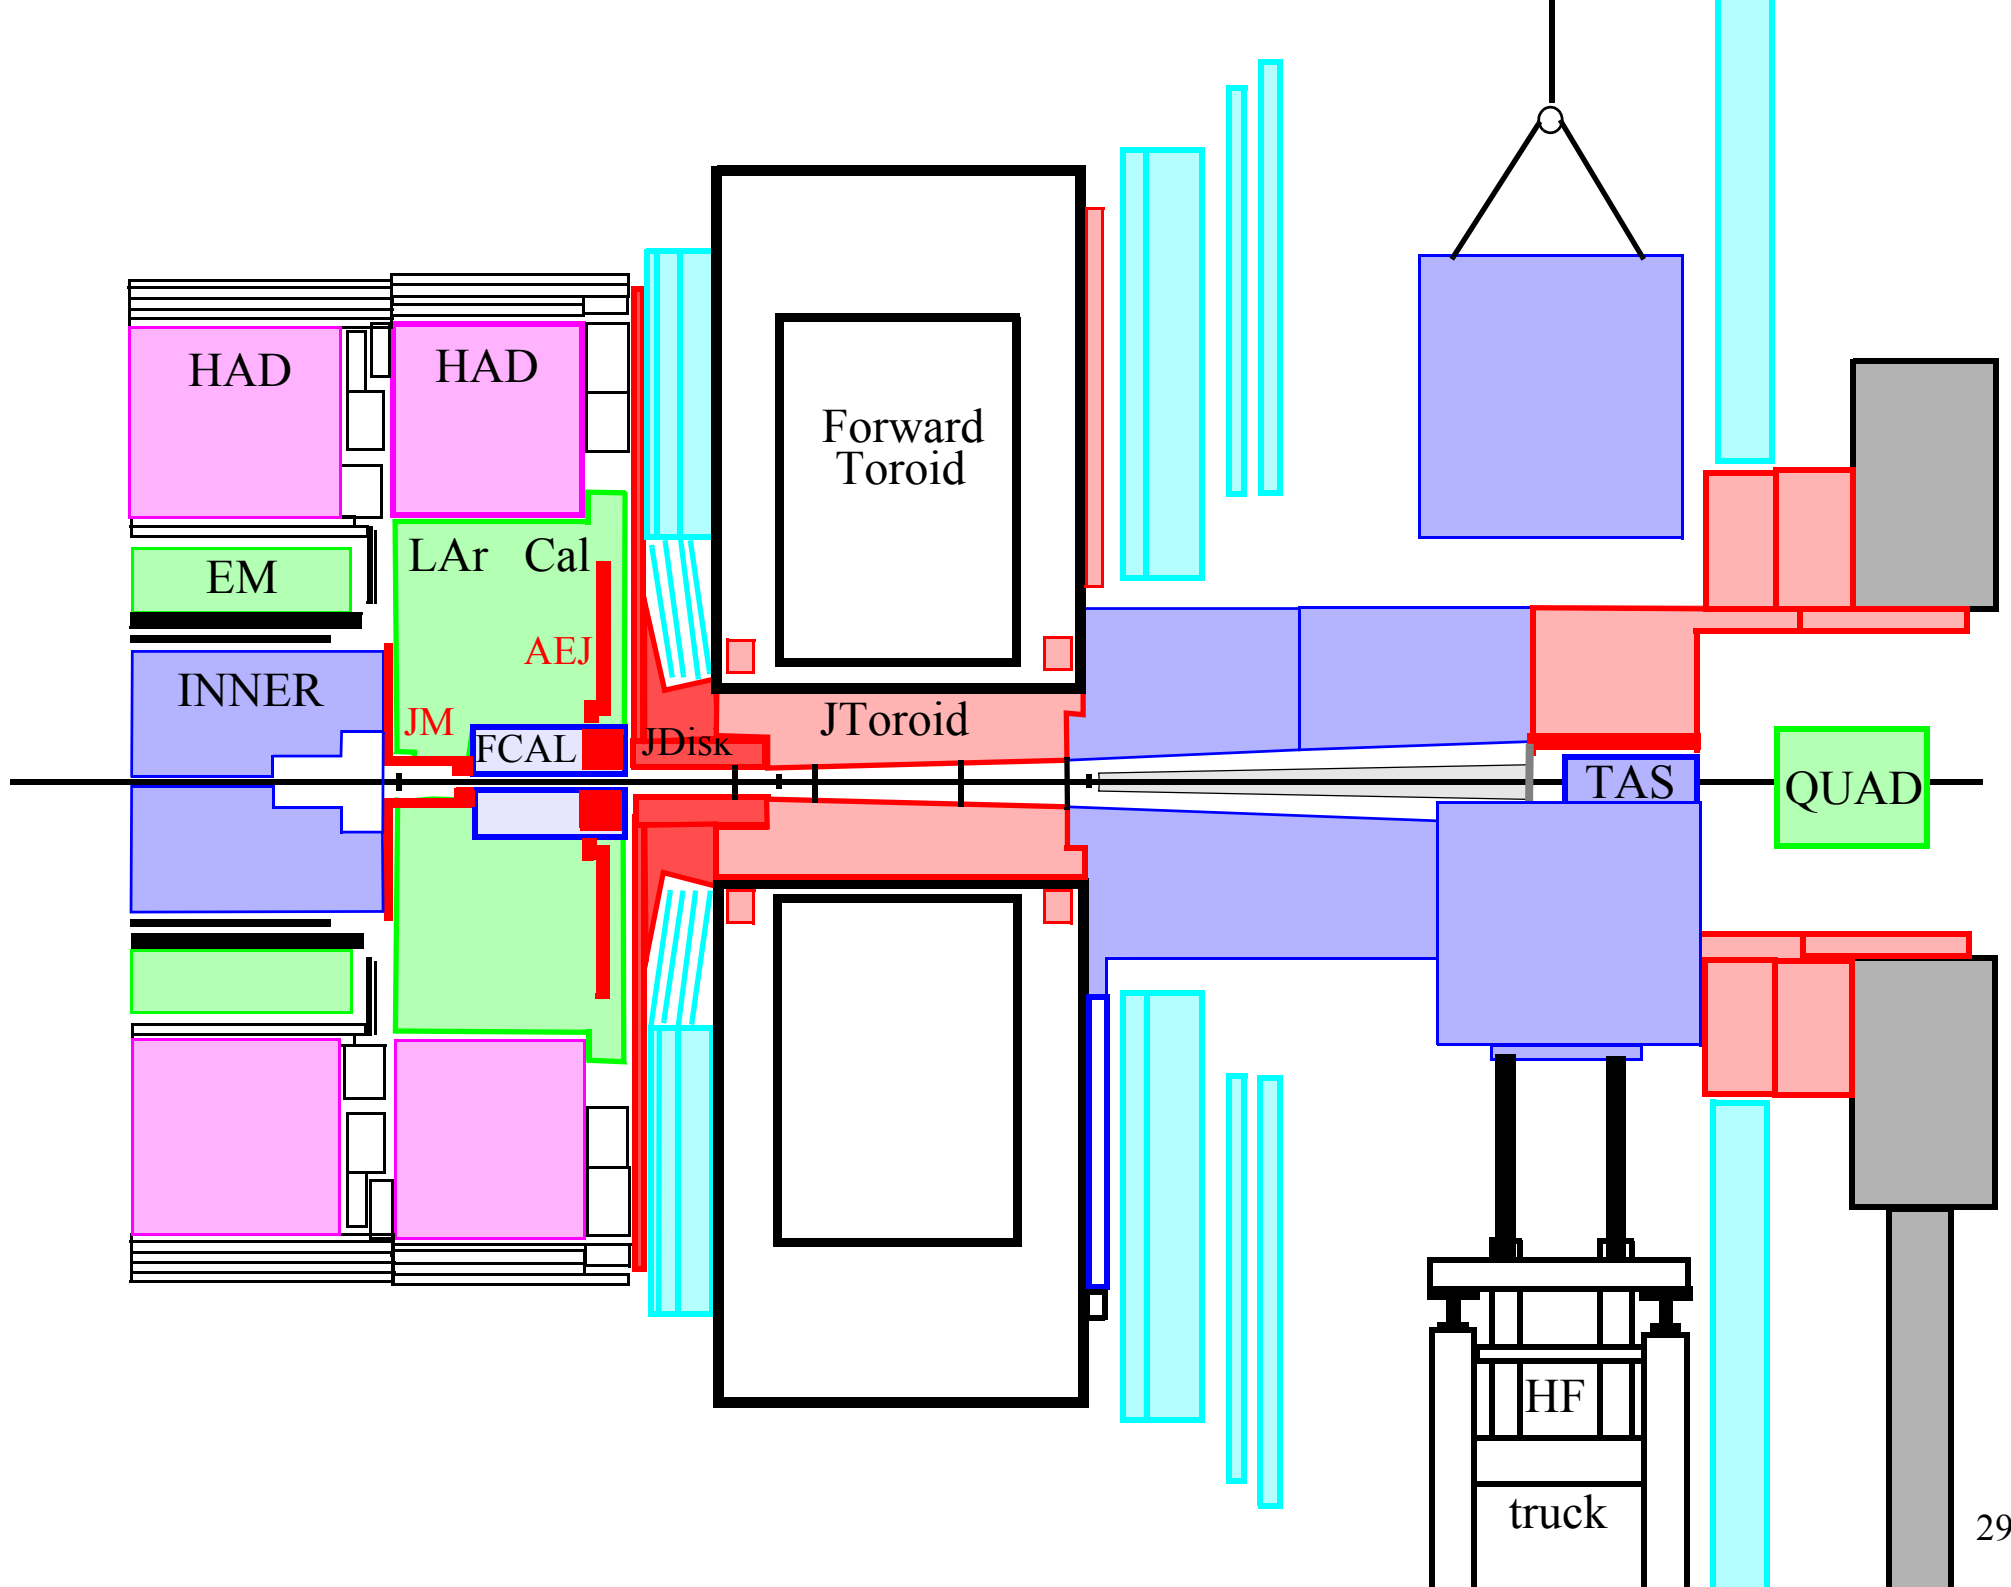 HAD
HAD
Forward
Toroid
LAr Cal
EM
AEJ
INNER
JM
JToroid
FCAL
JDisk
TAS
QUAD
HF
truck
29